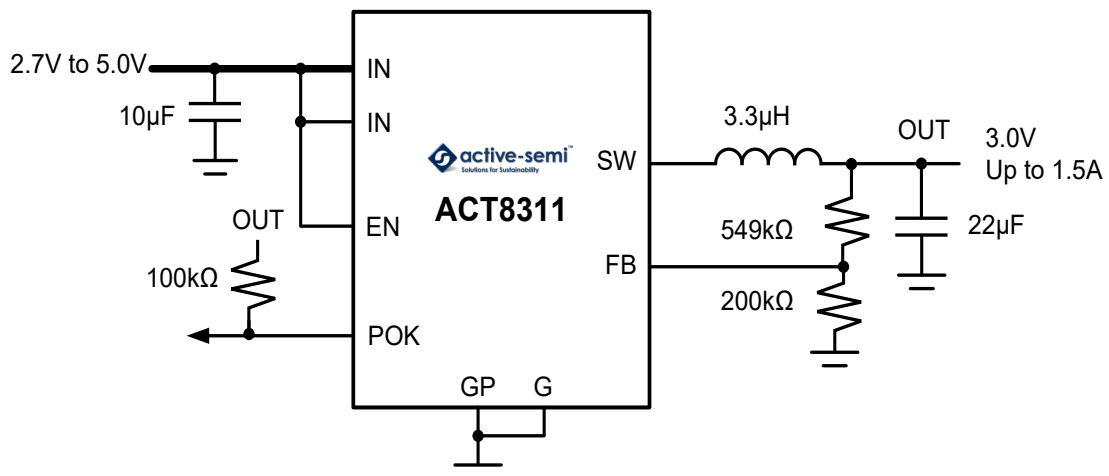 2.7V to 5.0V
10µF
OUT
100kΩ
IN
IN
EN
POK
active-semi™
Solutions for Sustainability
ACT8311
SW
FB
GP G
3.3µH
OUT
3.0V
Up to 1.5A
549kΩ
22µF
200kΩ